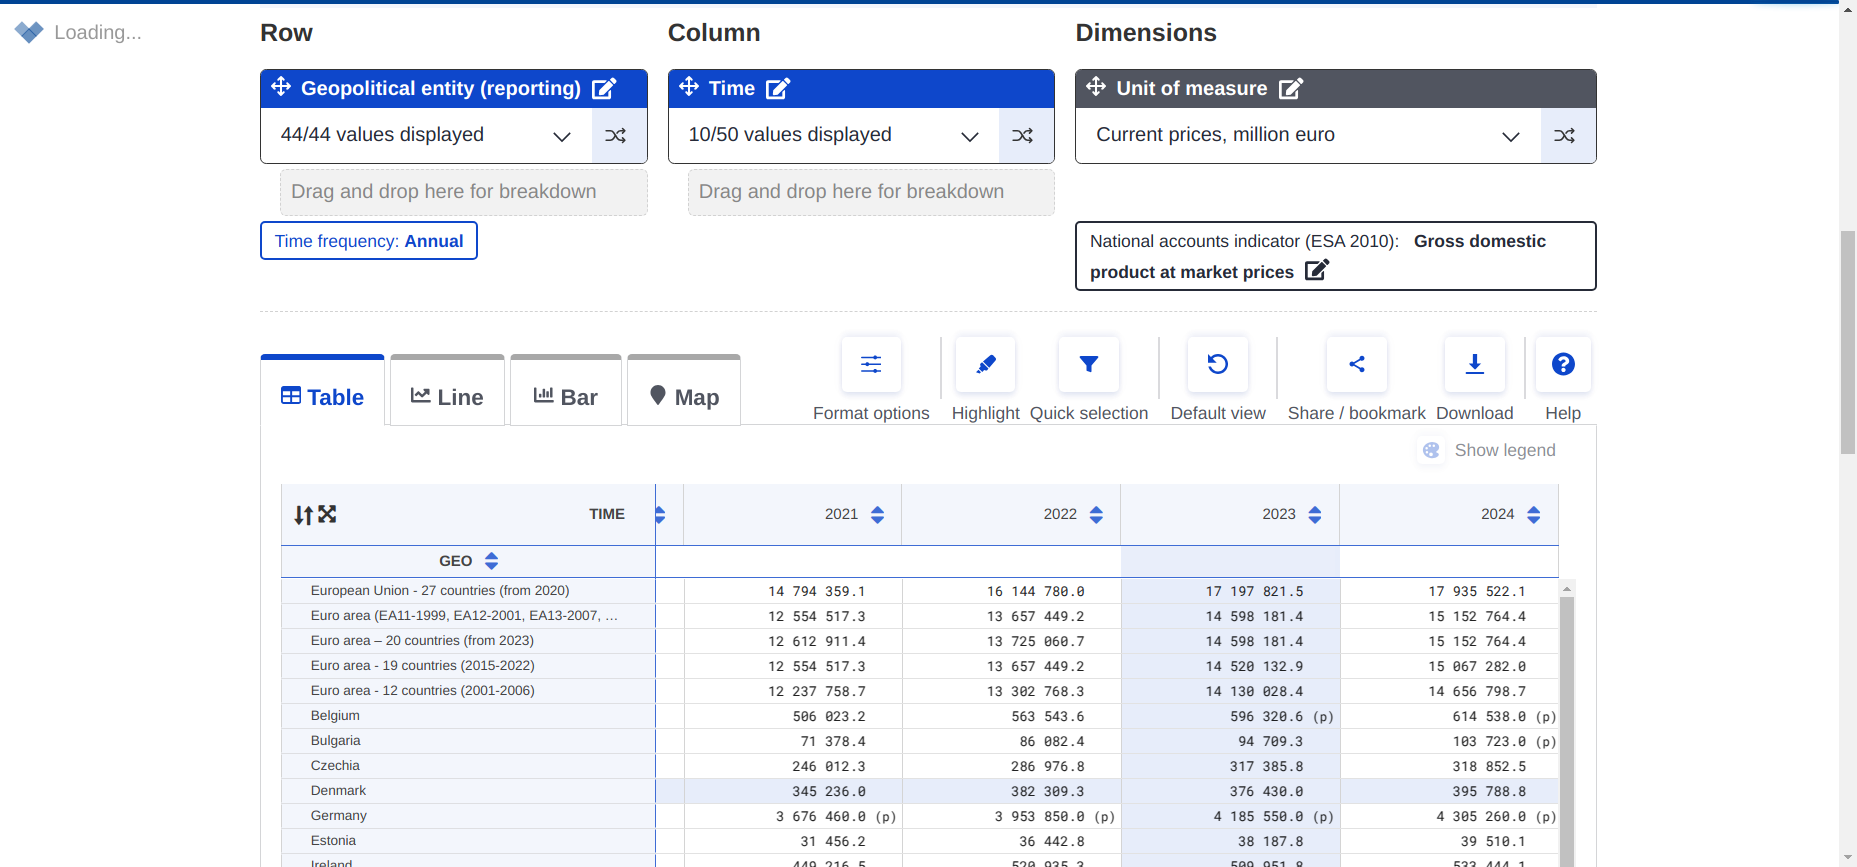 Loading...
Row
Column
Dimensions
Geopolitical entity (reporting)
Time
Unit of measure
44/44 values displayed
10/50 values displayed
Current prices, million euro
Drag and drop here for breakdown
Drag and drop here for breakdown
Time frequency: Annual
National accounts indicator (ESA 2010): Gross domestic
product at market prices
Table
Line
Bar
Map
Format options
Highlight
Quick selection
Default view
Share / bookmark
Download
Help
Show legend
TIME 2021 2022 2023 2024
GEO
European Union - 27 countries (from 2020) 14 794 359.1 16 144 780.0 17 197 821.5 17 935 522.1
Euro area (EA11-1999, EA12-2001, EA13-2007, … 12 554 517.3 13 657 449.2 14 598 181.4 15 152 764.4
Euro area – 20 countries (from 2023) 12 612 911.4 13 725 060.7 14 598 181.4 15 152 764.4
Euro area - 19 countries (2015-2022) 12 554 517.3 13 657 449.2 14 520 132.9 15 067 282.0
Euro area - 12 countries (2001-2006) 12 237 758.7 13 302 768.3 14 130 028.4 14 656 798.7
Belgium 506 023.2 563 543.6 596 320.6 (p) 614 538.0 (p)
Bulgaria 71 378.4 86 082.4 94 709.3 103 723.0 (p)
Czechia 246 012.3 286 976.8 317 385.8 318 852.5
Denmark 345 236.0 382 309.3 376 430.0 395 788.8
Germany 3 676 460.0 (p) 3 953 850.0 (p) 4 185 550.0 (p) 4 305 260.0 (p)
Estonia 31 456.2 36 442.8 38 187.8 39 510.1
Ireland 449 216.5 520 935.3 509 951.8 533 444.1